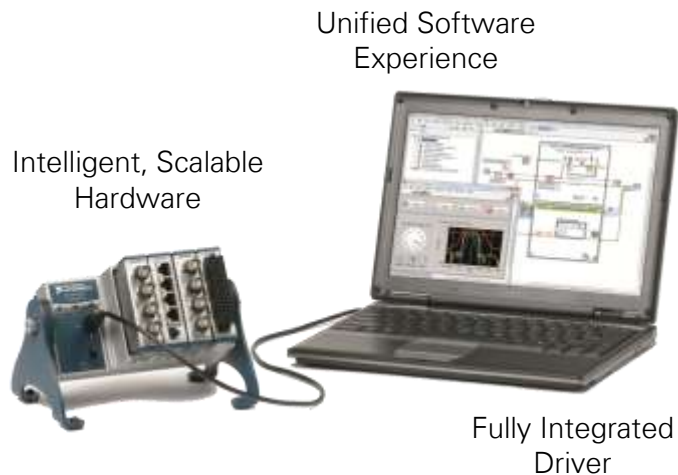 Unified Software
Experience
Intelligent, Scalable
Hardware
Fully Integrated
Driver